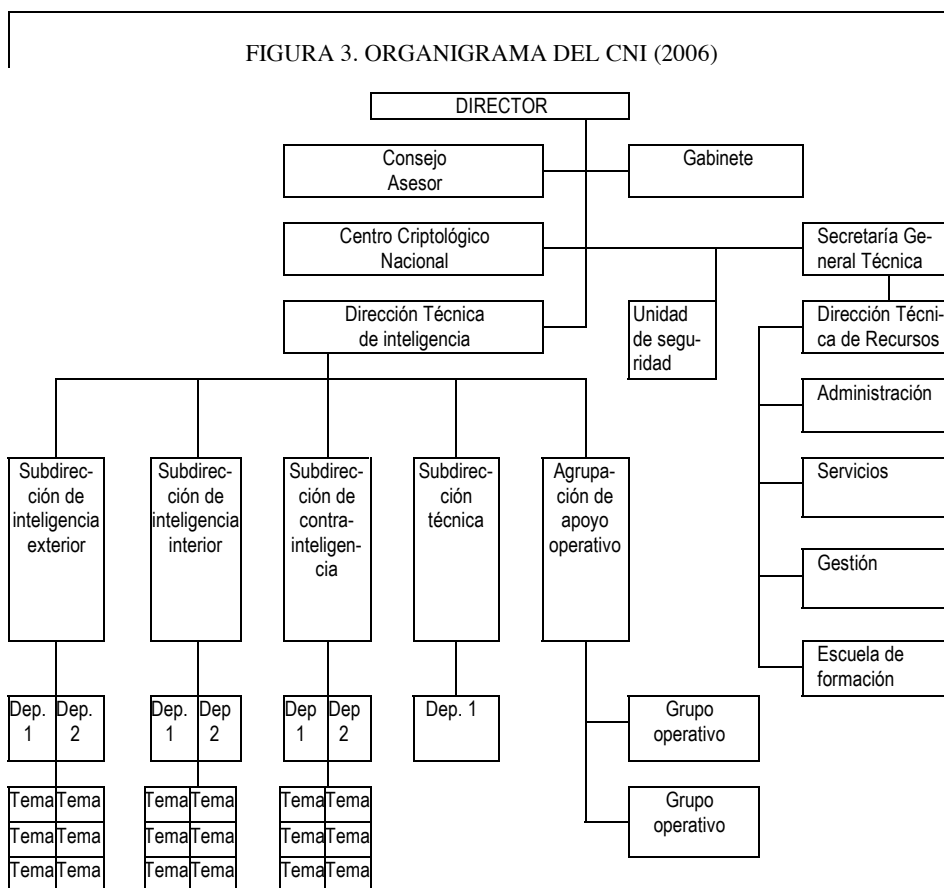 FIGURA 3. ORGANIGRAMA DEL CNI (2006)
DIRECTOR
Consejo
Asesor
Gabinete
Centro Criptológico
Nacional
Secretaría Ge-
neral Técnica
Dirección Técnica
de inteligencia
Unidad
de segu-
ridad
Dirección Técni-
ca de Recursos
Administración
Servicios
Gestión
Escuela de
formación
Subdirec-
ción de
inteligencia
exterior
Subdirec-
ción de
inteligencia
interior
Subdirec-
ción de
contra-
inteligen-
cia
Subdirec-
ción
técnica
Agrupa-
ción de
apoyo
operativo
Dep.
1
Dep.
2
Dep.
1
Dep
2
Dep
1
Dep
2
Dep. 1
Grupo
operativo
Grupo
operativo
Tema Tema
Tema Tema
Tema Tema
Tema Tema
Tema Tema
Tema Tema
Tema Tema
Tema Tema
Tema Tema